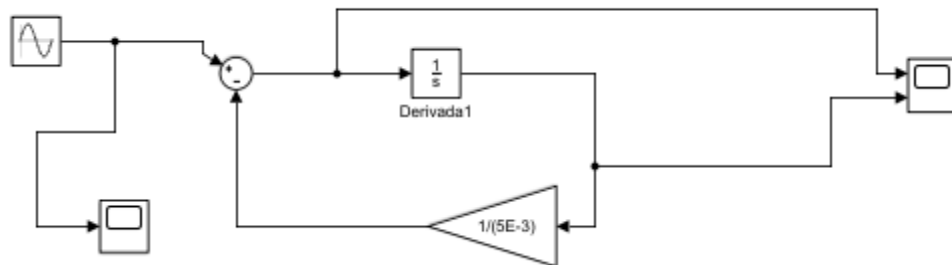 +
-
1
s
Derivada1
1/(5E-3)